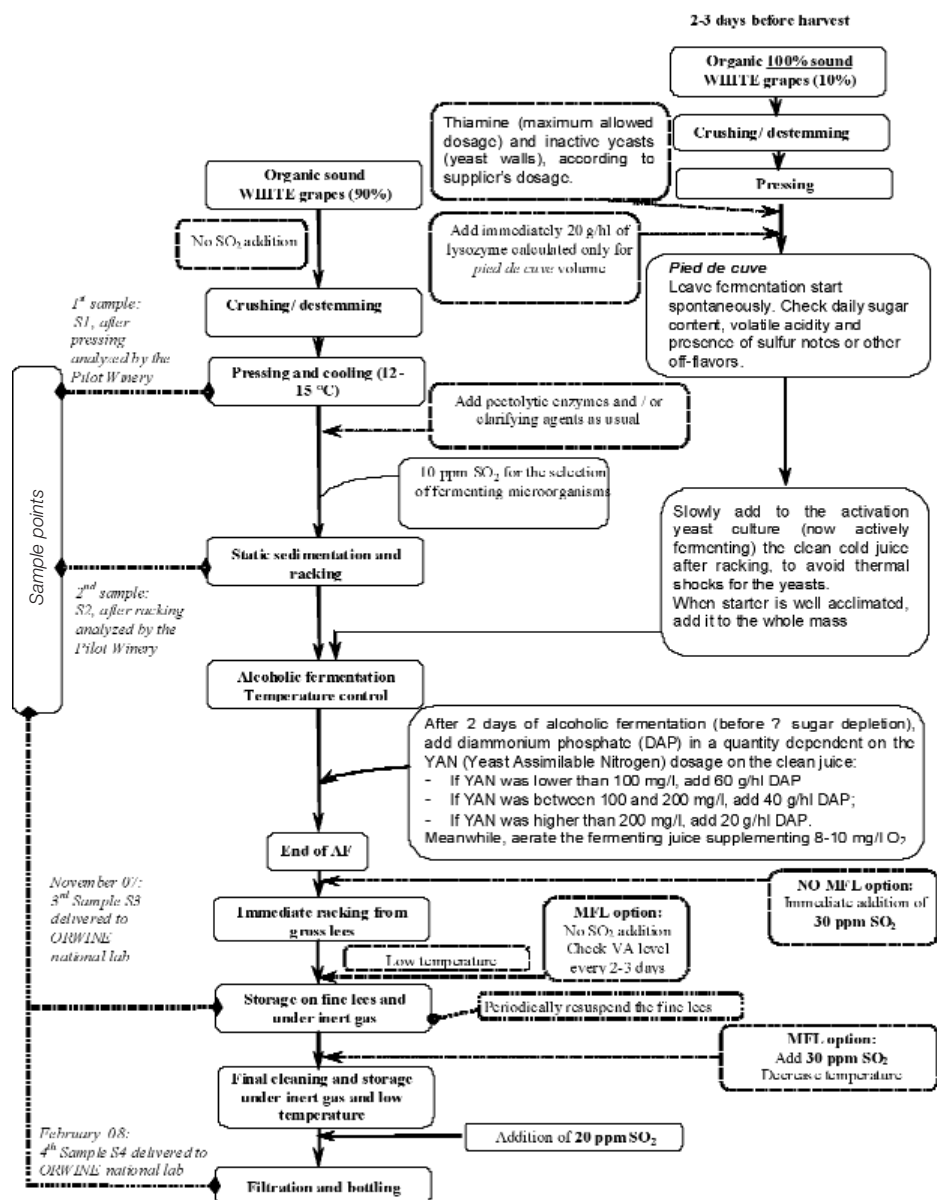 2-3 days before harvest
Organic 100% sound
WHITE grapes (10%)
Crushing/ destemming
Pressing
Thiamine (maximum allowed
dosage) and inactive yeasts
(yeast walls), according to
supplier's dosage.
Add immediately 20 g/hl of
lysozyme calculated only for
pied de cuve volume
Pied de cuve
Leave fermentation start
spontaneously. Check daily sugar
content, volatile acidity and
presence of sulfur notes or other
off-flavors.
Slowly add to the activation
yeast culture (now actively
fermenting) the clean cold juice
after racking, to avoid thermal
shocks for the yeasts.
When starter is well acclimated,
add it to the whole mass
Organic sound
WHITE grapes (90%)
No SO2 addition
Crushing/ destemming
Pressing and cooling (12 -
15 °C)
Add pectolytic enzymes and / or
clarifying agents as usual
10 ppm SO2 for the selection
of fermenting microorganisms
Static sedimentation and
racking
Alcoholic fermentation
Temperature control
After 2 days of alcoholic fermentation (before ? sugar depletion),
add diammonium phosphate (DAP) in a quantity dependent on the
YAN (Yeast Assimilable Nitrogen) dosage on the clean juice:
- If YAN was lower than 100 mg/l, add 60 g/hl DAP
- If YAN was between 100 and 200 mg/l, add 40 g/hl DAP;
- If YAN was higher than 200 mg/l, add 20 g/hl DAP.
Meanwhile, aerate the fermenting juice supplementing 8-10 mg/l O2
End of AF
NO MFL option:
Immediate addition of
30 ppm SO2
Immediate racking from
gross lees
MFL option:
No SO2 addition
Check VA level
every 2-3 days
Low temperature
Storage on fine lees and
under inert gas
Periodically resuspend the fine lees
MFL option:
Add 30 ppm SO2
Decrease temperature
Final cleaning and storage
under inert gas and low
temperature
Addition of 20 ppm SO2
Filtration and bottling
Sample points
1st sample:
S1, after
pressing
analyzed by the
Pilot Winery
2nd sample:
S2, after racking
analyzed by the
Pilot Winery
November 07:
3rd Sample S3
delivered to
ORWINE
national lab
February 08:
4th Sample S4 delivered to
ORWINE national lab